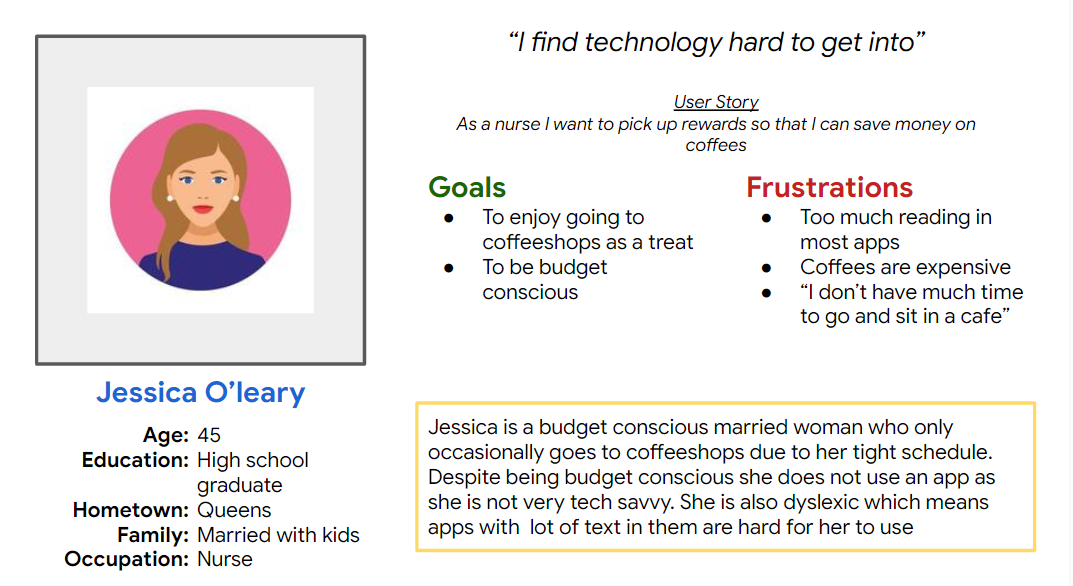 “I find technology hard to get into”
User Story
As a nurse I want to pick up rewards so that I can save money on
coffees
Goals
● To enjoy going to
coffeeshops as a treat
● To be budget
conscious
Frustrations
● Too much reading in
most apps
● Coffees are expensive
● “I don’t have much time
to go and sit in a cafe”
Jessica O’leary
Age: 45
Education: High school
graduate
Hometown: Queens
Family: Married with kids
Occupation: Nurse
Jessica is a budget conscious married woman who only
occasionally goes to coffeeshops due to her tight schedule.
Despite being budget conscious she does not use an app as
she is not very tech savvy. She is also dyslexic which means
apps with  lot of text in them are hard for her to use